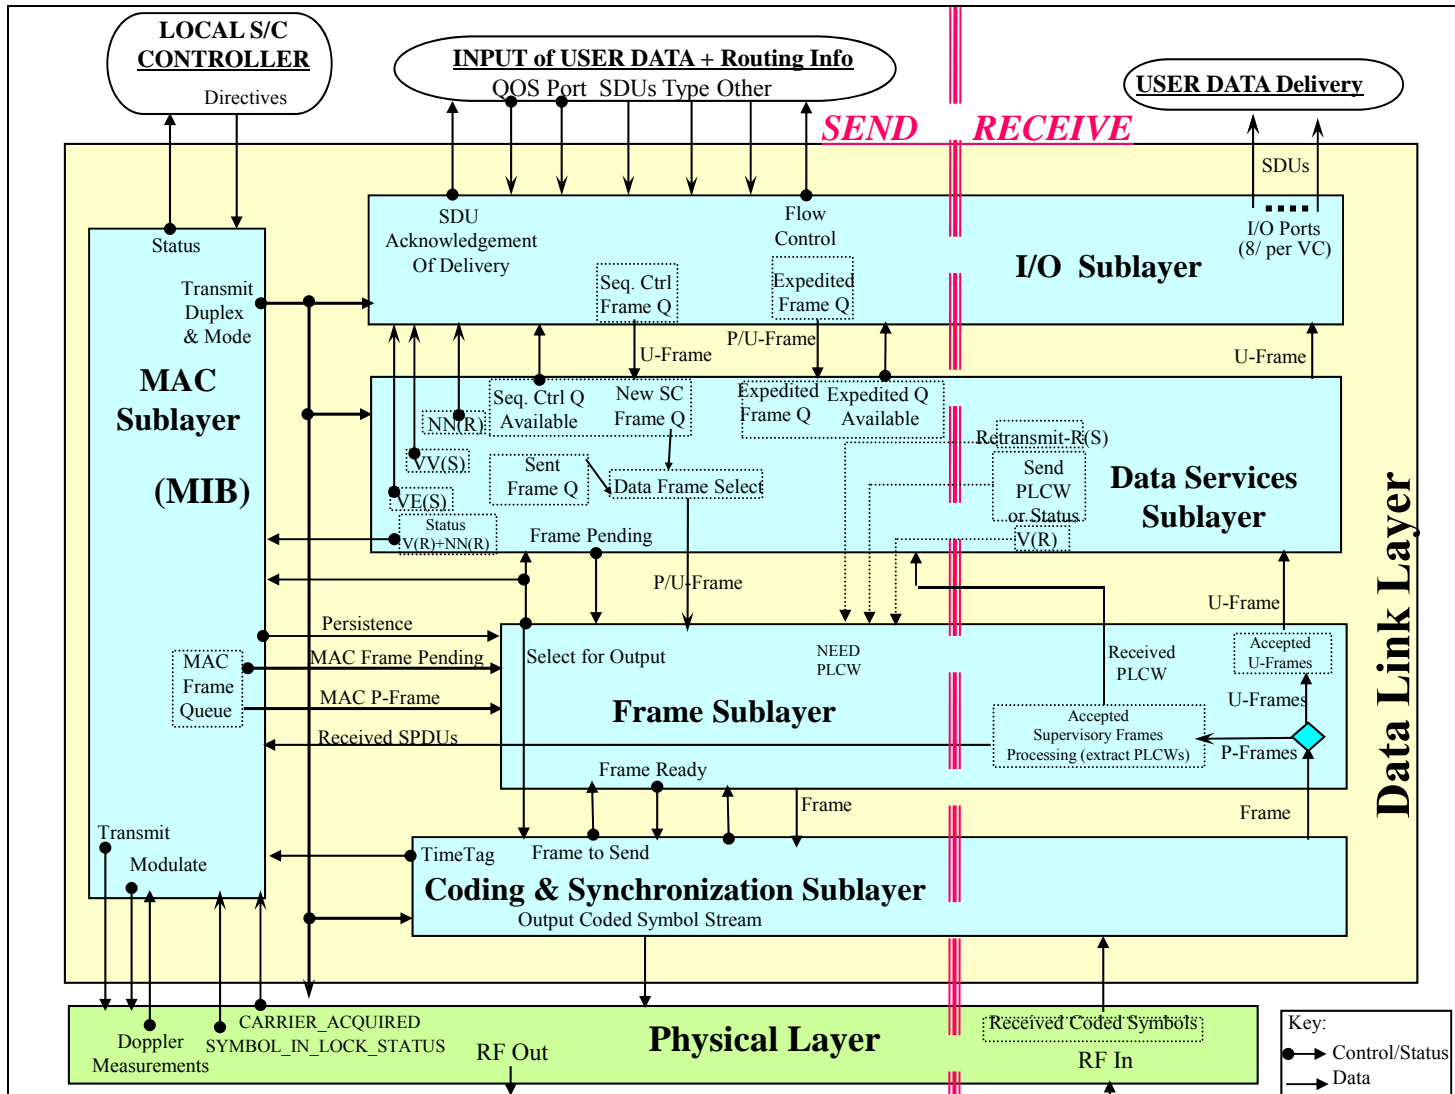 LOCAL S/C
CONTROLLER
Directives
INPUT of USER DATA + Routing Info
QOS Port SDUs Type Other
USER DATA Delivery
SEND
RECEIVE
SDUs
Status
SDU
Acknowledgement
Of Delivery
Flow
Control
I/O Ports
(8/ per VC)
I/O Sublayer
Transmit
Duplex
& Mode
Seq. Ctrl
Frame Q
Expedited
Frame Q
U-Frame
P/U-Frame
U-Frame
MAC
Sublayer
(MIB)
NN(R)
Seq. Ctrl Q
Available
New SC
Frame Q
Expedited
Frame Q
Expedited Q
Available
Retransmit-R(S)
VV(S)
Sent
Frame Q
Data Frame Select
Send
PLCW
or Status
Data Services
Sublayer
VE(S)
Status
V(R)+NN(R)
Frame Pending
V(R)
P/U-Frame
U-Frame
Data Link Layer
Persistence
Select for Output
NEED
PLCW
Received
PLCW
Accepted
U-Frames
MAC
Frame
Queue
MAC Frame Pending
MAC P-Frame
Frame Sublayer
U-Frames
Accepted
Supervisory Frames
Processing (extract PLCWs)
P-Frames
Received SPDUs
Frame Ready
Frame
Frame
Transmit
Modulate
TimeTag
Frame to Send
Coding & Synchronization Sublayer
Output Coded Symbol Stream
CARRIER_ACQUIRED
SYMBOL_IN_LOCK_STATUS
Doppler
Measurements
RF Out
Physical Layer
Received Coded Symbols
RF In
Key:
Control/Status
Data